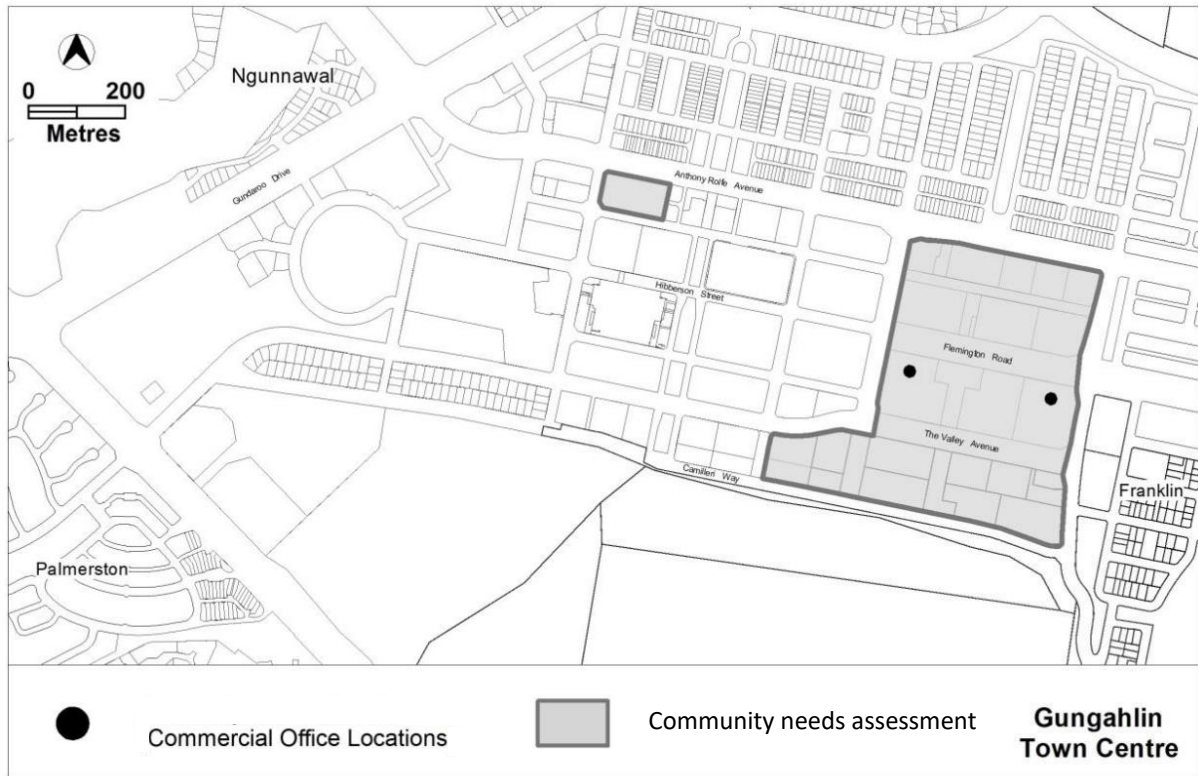 Ngunnawal
0 200
Metres
Gundaroo Drive
Anthony Rolfe Avenue
Hibberson Street
Flemington Road
The Valley Avenue
Camilleri Way
Franklin
Palmerston
Commercial Office Locations
Community needs assessment
Gungahlin
Town Centre